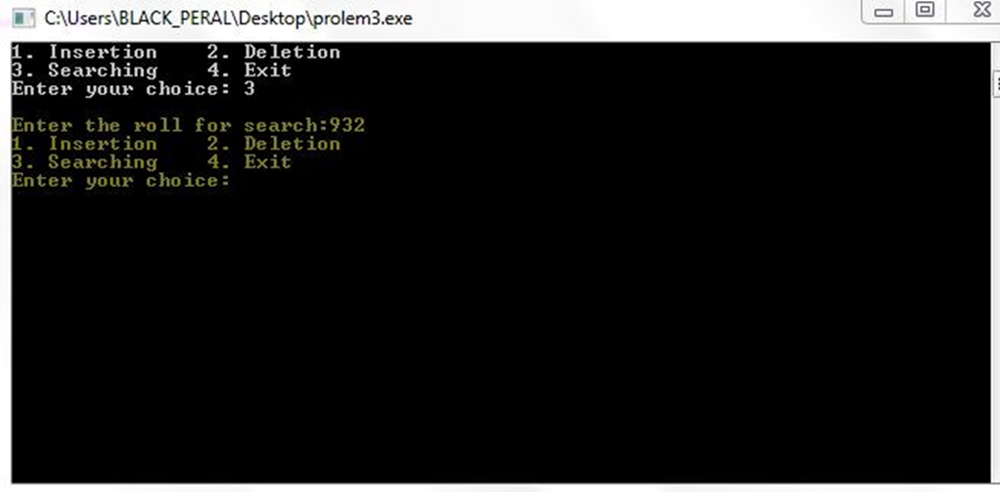 C:\Users\BLACK_PERAL\Desktop\prolem3.exe
1. Insertion    2. Deletion
3. Searching    4. Exit
Enter your choice: 3
Enter the roll for search:932
1. Insertion    2. Deletion
3. Searching    4. Exit
Enter your choice: